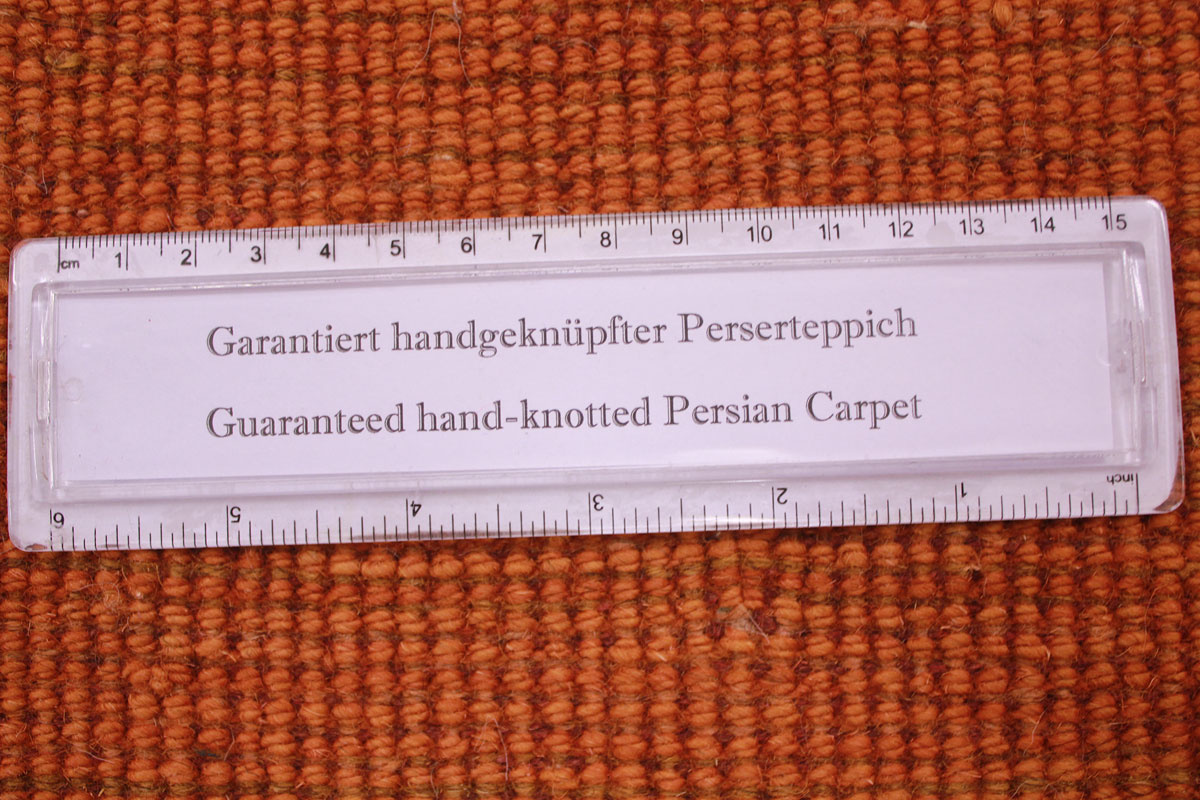 cm 1 2 3 4 5 6 7 8 9 10 11 12 13 14 15
Garantiert handgeknüpfter Perserteppich
Guaranteed hand-knotted Persian Carpet
6 5 4 3 2 1 inch